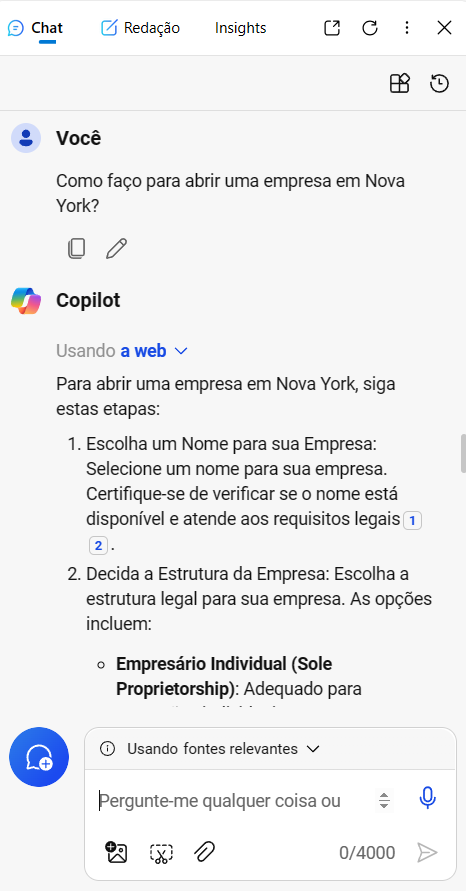 Chat Redação Insights
Você
Como faço para abrir uma empresa em Nova
York?
Copilot
Usando a web
Para abrir uma empresa em Nova York, siga
estas etapas:
1. Escolha um Nome para sua Empresa:
Selecione um nome para sua empresa.
Certifique-se de verificar se o nome está
disponível e atende aos requisitos legais 1
2 .
2. Decida a Estrutura da Empresa: Escolha a
estrutura legal para sua empresa. As opções
incluem:
Empresário Individual (Sole
Proprietorship): Adequado para
Usando fontes relevantes
Pergunte-me qualquer coisa ou
0/4000